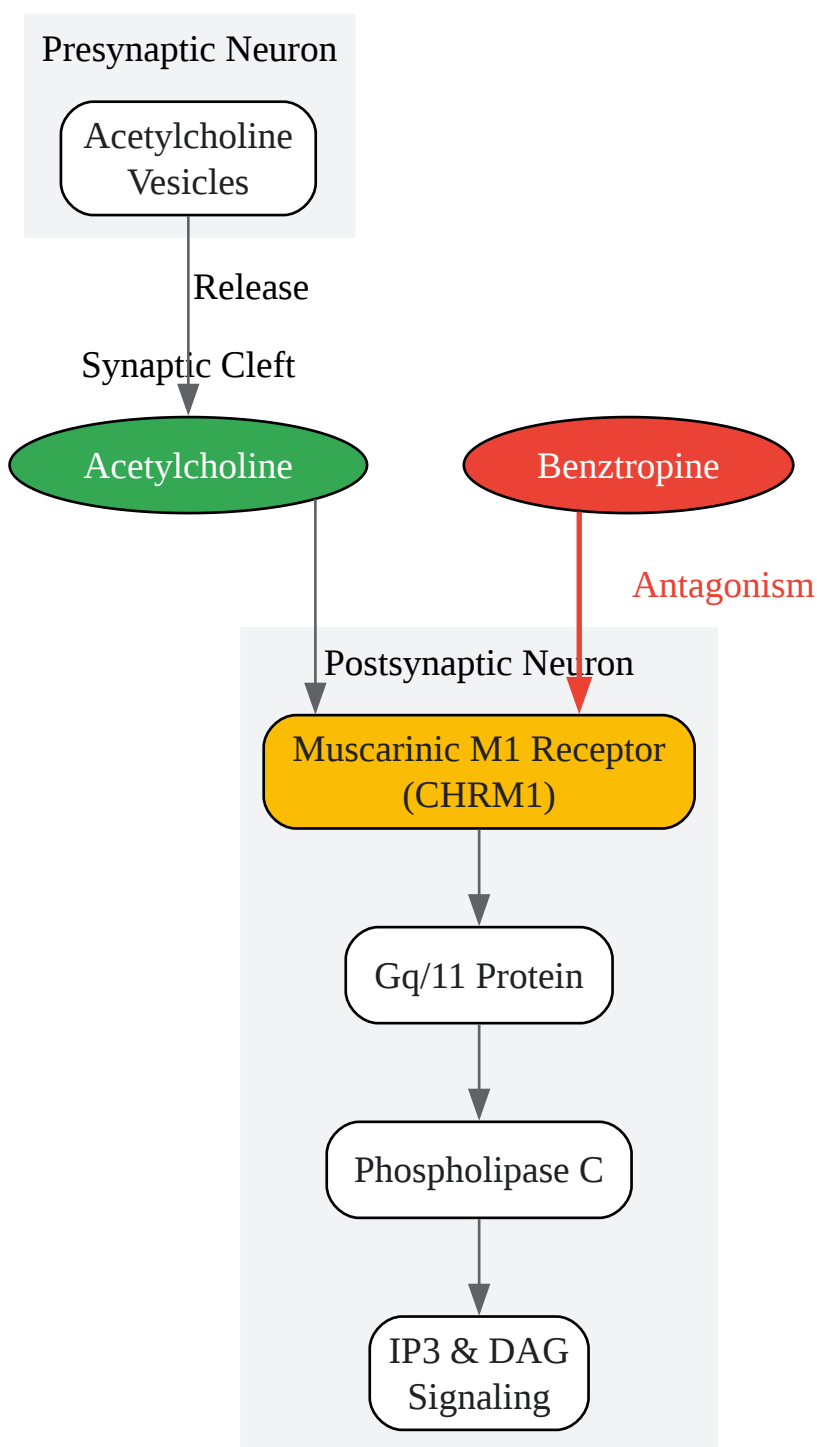 Presynaptic Neuron
Acetylcholine
Vesicles
Release
Synaptic Cleft
Acetylcholine
Benztropine
Antagonism
Postsynaptic Neuron
Muscarinic M1 Receptor
(CHRM1)
Gq/11 Protein
Phospholipase C
IP3 & DAG
Signaling